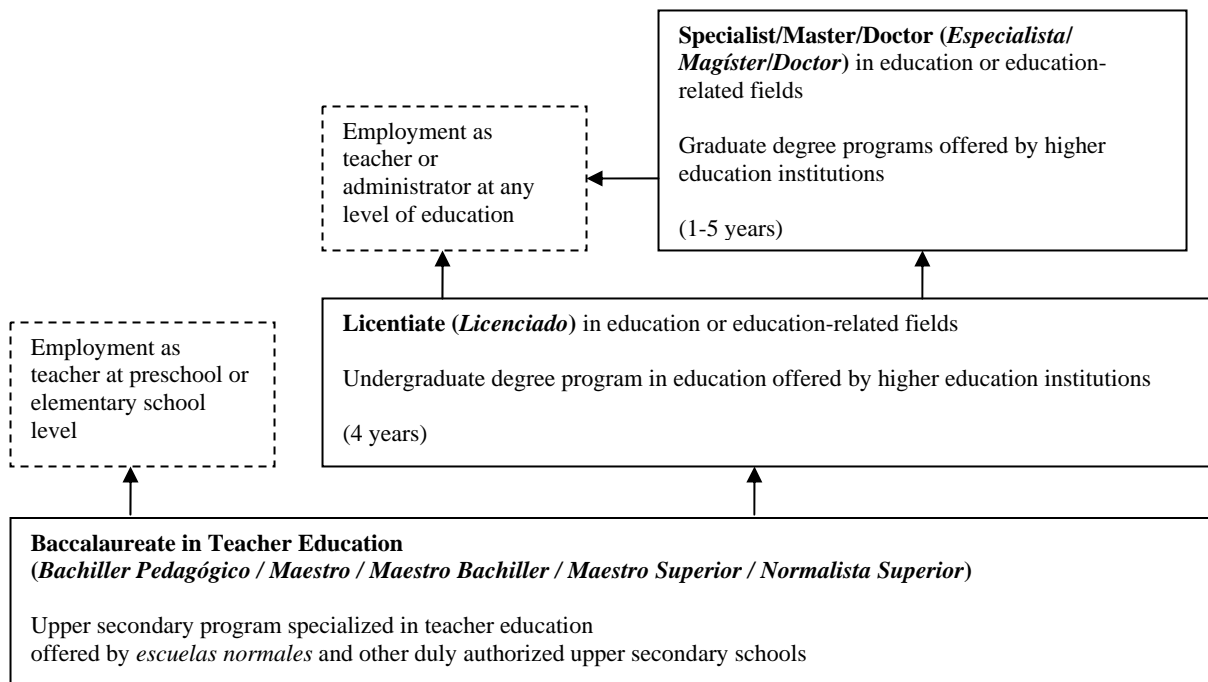 Specialist/Master/Doctor (Especialista/
Magíster/Doctor) in education or education-
related fields
Graduate degree programs offered by higher
education institutions
(1-5 years)
Employment as
teacher or
administrator at any
level of education
Licentiate (Licenciado) in education or education-related fields
Undergraduate degree program in education offered by higher education institutions
(4 years)
Employment as
teacher at preschool or
elementary school
level
Baccalaureate in Teacher Education
(Bachiller Pedagógico / Maestro / Maestro Bachiller / Maestro Superior / Normalista Superior)
Upper secondary program specialized in teacher education
offered by escuelas normales and other duly authorized upper secondary schools